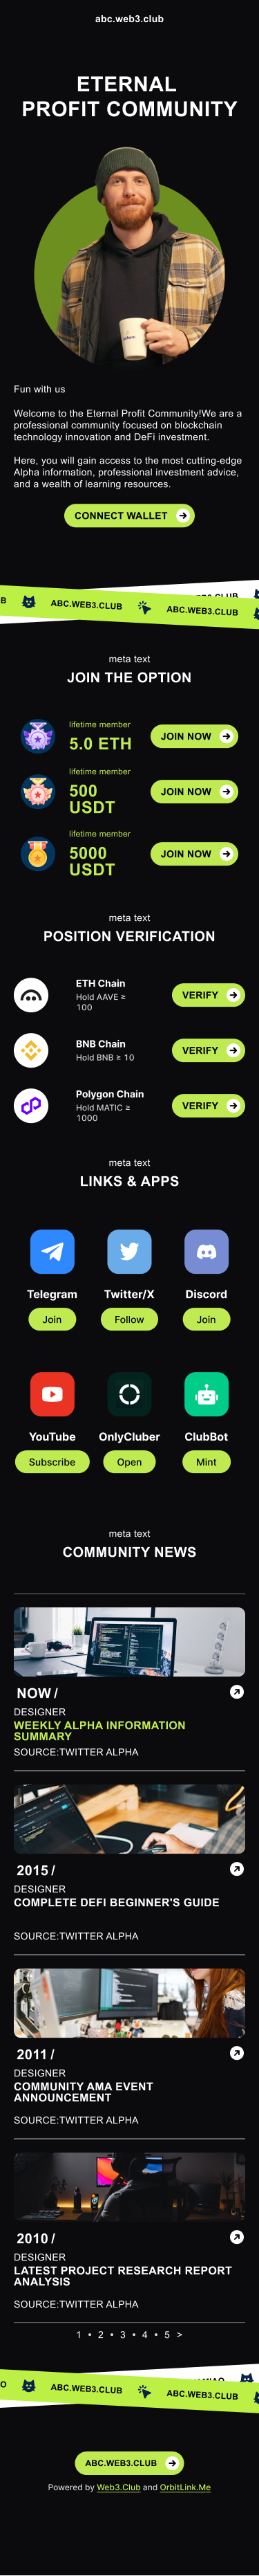 abc.web3.club
ETERNAL
PROFIT COMMUNITY
Fun with us
Welcome to the Eternal Profit Community!We are a
professional community focused on blockchain
technology innovation and DeFi investment.
Here, you will gain access to the most cutting-edge
Alpha information, professional investment advice,
and a wealth of learning resources.
CONNECT WALLET
B ABC.WEB3.CLUB ABC.WEB3.CLUB
meta text
JOIN THE OPTION
lifetime member
5.0 ETH
JOIN NOW
lifetime member
500
USDT
JOIN NOW
lifetime member
5000
USDT
JOIN NOW
meta text
POSITION VERIFICATION
ETH Chain
Hold AAVE ≥
100
VERIFY
BNB Chain
Hold BNB ≥ 10
VERIFY
Polygon Chain
Hold MATIC ≥
1000
VERIFY
meta text
LINKS & APPS
Telegram Twitter/X Discord
Join Follow Join
YouTube OnlyCluber ClubBot
Subscribe Open Mint
meta text
COMMUNITY NEWS
NOW /
DESIGNER
WEEKLY ALPHA INFORMATION
SUMMARY
SOURCE:TWITTER ALPHA
2015 /
DESIGNER
COMPLETE DEFI BEGINNER'S GUIDE
SOURCE:TWITTER ALPHA
2011 /
DESIGNER
COMMUNITY AMA EVENT
ANNOUNCEMENT
SOURCE:TWITTER ALPHA
2010 /
DESIGNER
LATEST PROJECT RESEARCH REPORT
ANALYSIS
SOURCE:TWITTER ALPHA
1 • 2 • 3 • 4 • 5 >
O ABC.WEB3.CLUB ABC.WEB3.CLUB
ABC.WEB3.CLUB
Powered by Web3.Club and OrbitLink.Me